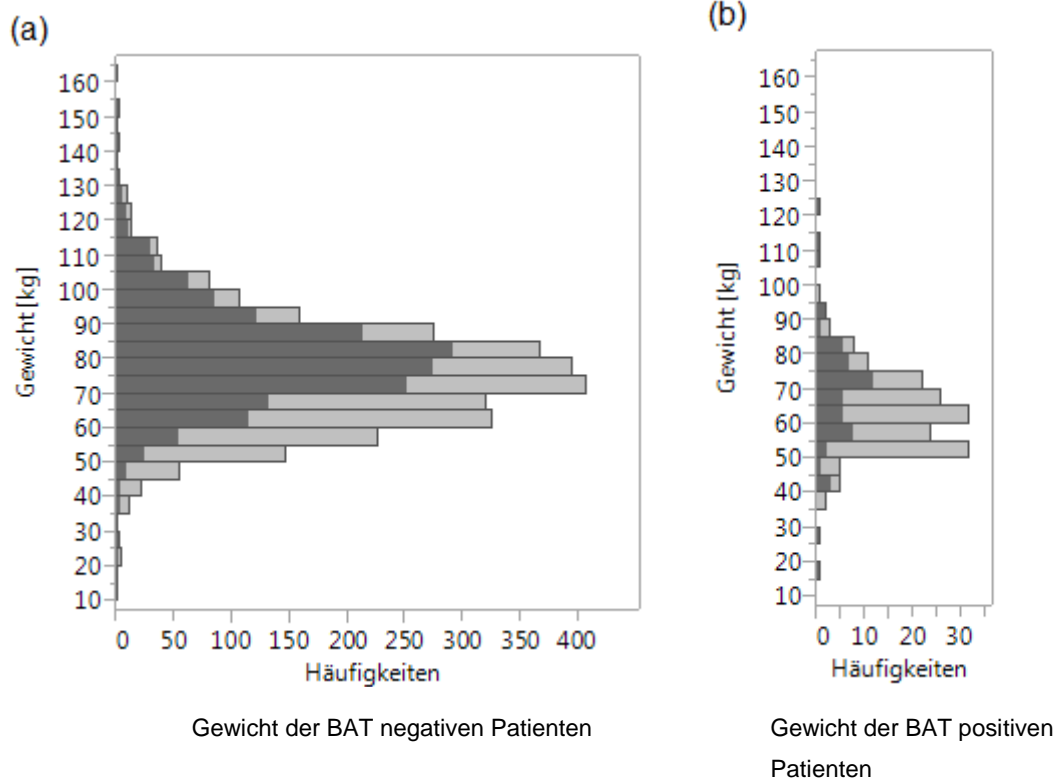 (a)
160
150
140
130
120
110
100
90
80
70
60
50
40
30
20
10
Gewicht [kg]
0 50 100 150 200 250 300 350 400
Häufigkeiten
Gewicht der BAT negativen Patienten
(b)
160
150
140
130
120
110
100
90
80
70
60
50
40
30
20
10
Gewicht [kg]
0 10 20 30
Häufigkeiten
Gewicht der BAT positiven
Patienten